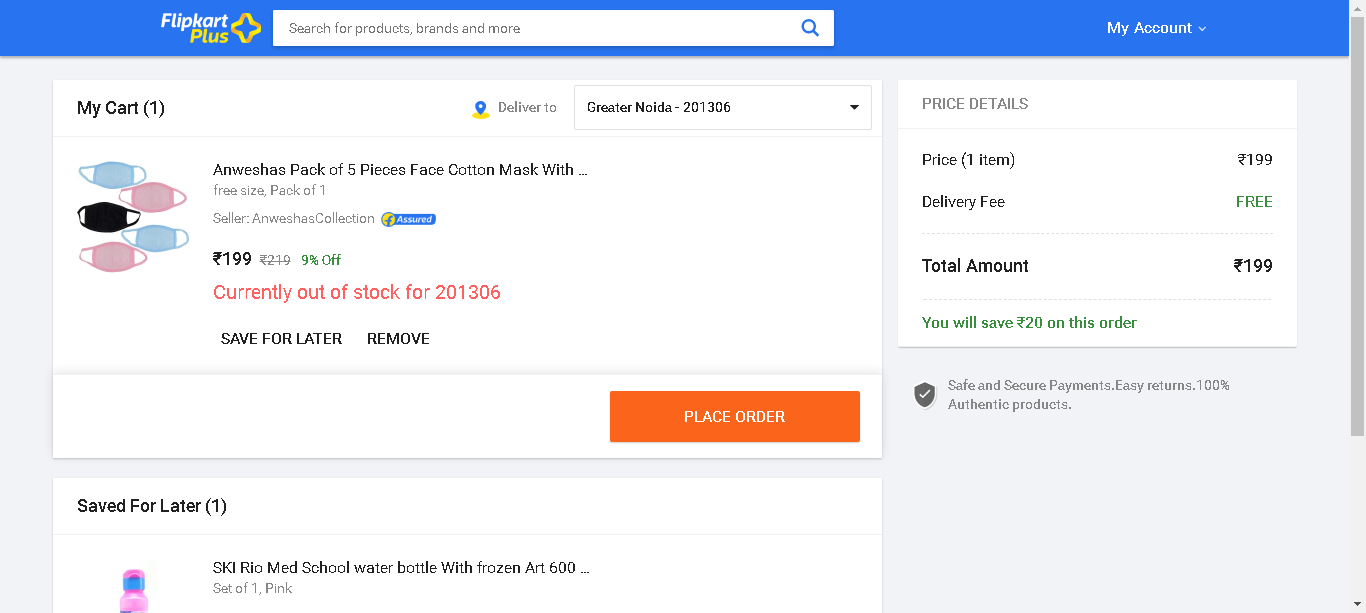 Flipkart
Plus
Search for products, brands and more
My Account
My Cart (1)
Deliver to
Greater Noida - 201306
Anweshas Pack of 5 Pieces Face Cotton Mask With ...
free size, Pack of 1
Seller: AnweshasCollection Assured
₹199 ₹219 9% Off
Currently out of stock for 201306
SAVE FOR LATER REMOVE
PLACE ORDER
Saved For Later (1)
SKI Rio Med School water bottle With frozen Art 600 ...
Set of 1, Pink
PRICE DETAILS
Price (1 item) ₹199
Delivery Fee FREE
Total Amount ₹199
You will save ₹20 on this order
Safe and Secure Payments.Easy returns.100%
Authentic products.